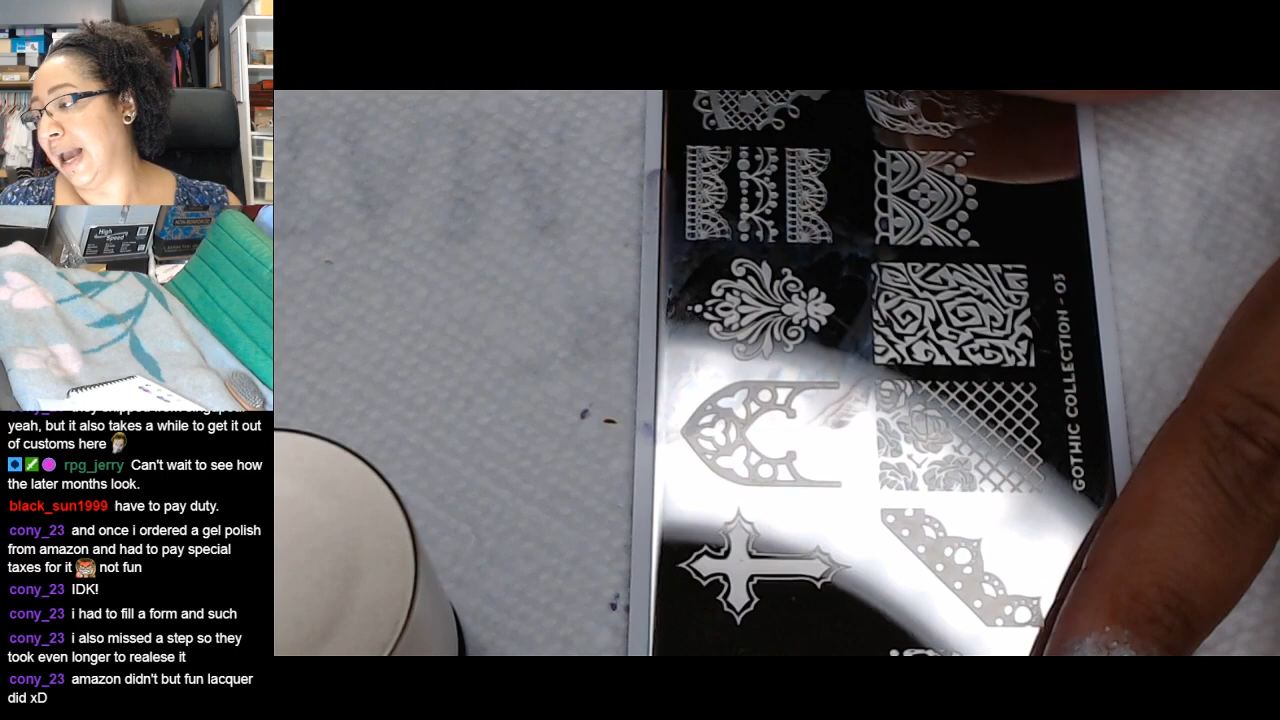 High
Speed
yeah, but it also takes a while to get it out
of customs here
rpg_jerry Can't wait to see how
the later months look.
black_sun1999 have to pay duty.
cony_23 and once i ordered a gel polish
from amazon and had to pay special
taxes for it not fun
cony_23 IDK!
cony_23 i had to fill a form and such
cony_23 i also missed a step so they
took even longer to realese it
cony_23 amazon didn't but fun lacquer
did xD
GOTHIC COLLECTION - 03